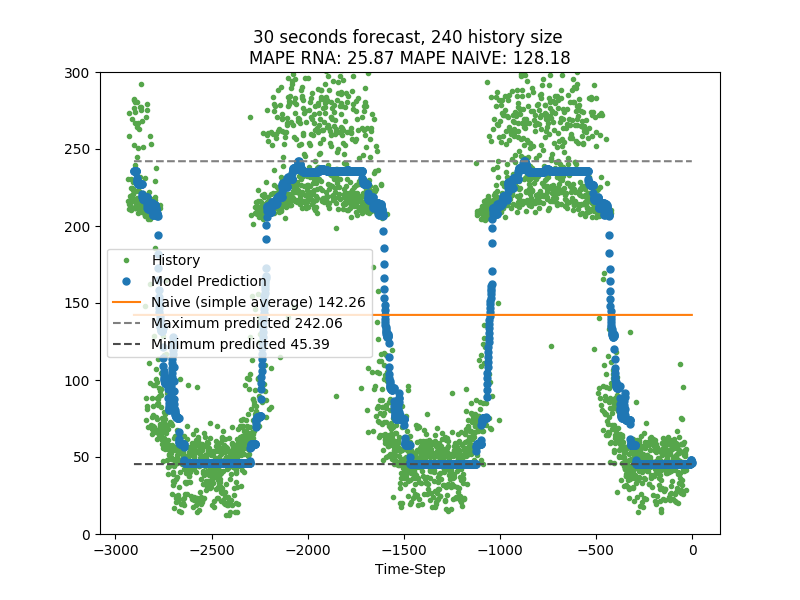 30 seconds forecast, 240 history size
MAPE RNA: 25.87 MAPE NAIVE: 128.18
300
250
200
150
100
50
0
History
Model Prediction
Naive (simple average) 142.26
Maximum predicted 242.06
Minimum predicted 45.39
−3000 −2500 −2000 −1500 −1000 −500 0
Time-Step